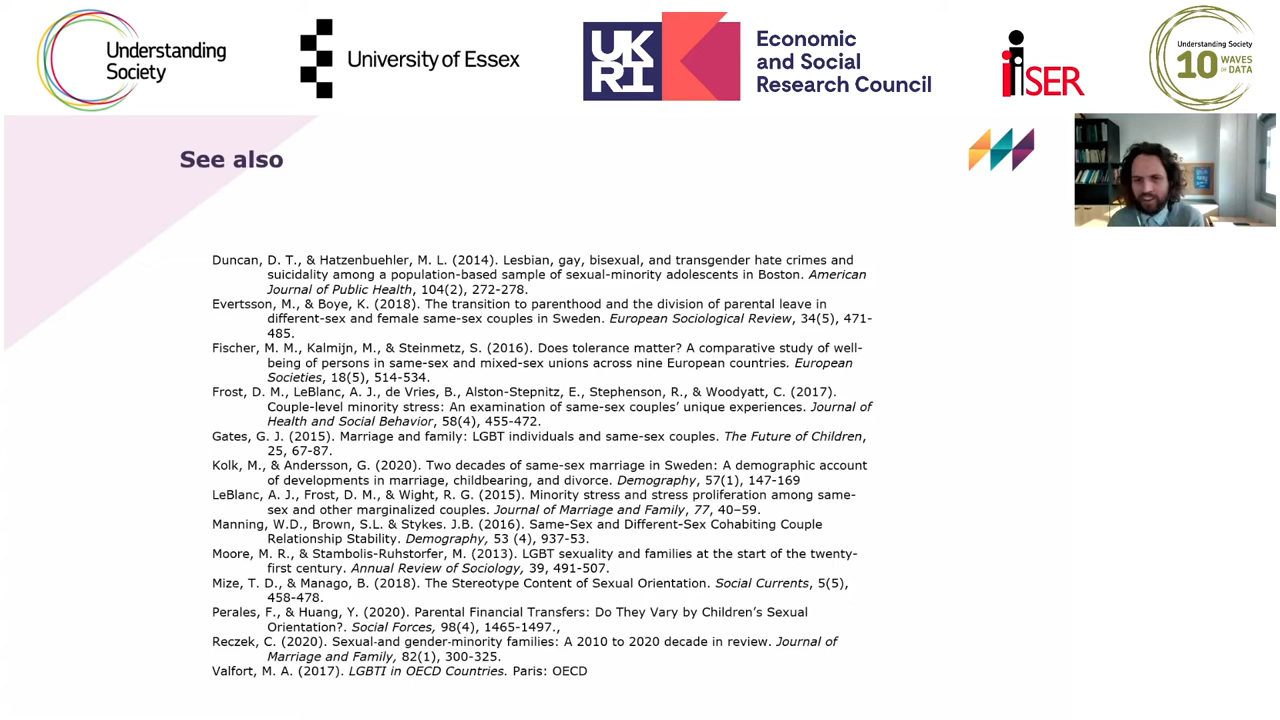 Understanding
Society
University of Essex
UK
RI
Economic
and Social
Research Council
iSER
Understanding Society
10 WAVES
OF DATA
See also
Duncan, D. T., & Hatzenbuehler, M. L. (2014). Lesbian, gay, bisexual, and transgender hate crimes and
suicidality among a population-based sample of sexual-minority adolescents in Boston. American
Journal of Public Health, 104(2), 272-278.
Evertsson, M., & Boye, K. (2018). The transition to parenthood and the division of parental leave in
different-sex and female same-sex couples in Sweden. European Sociological Review, 34(5), 471-
485.
Fischer, M. M., Kalmijn, M., & Steinmetz, S. (2016). Does tolerance matter? A comparative study of well-
being of persons in same-sex and mixed-sex unions across nine European countries. European
Societies, 18(5), 514-534.
Frost, D. M., LeBlanc, A. J., de Vries, B., Alston-Stepnitz, E., Stephenson, R., & Woodyatt, C. (2017).
Couple-level minority stress: An examination of same-sex couples’ unique experiences. Journal of
Health and Social Behavior, 58(4), 455-472.
Gates, G. J. (2015). Marriage and family: LGBT individuals and same-sex couples. The Future of Children,
25, 67-87.
Kolk, M., & Andersson, G. (2020). Two decades of same-sex marriage in Sweden: A demographic account
of developments in marriage, childbearing, and divorce. Demography, 57(1), 147-169
LeBlanc, A. J., Frost, D. M., & Wight, R. G. (2015). Minority stress and stress proliferation among same-
sex and other marginalized couples. Journal of Marriage and Family, 77, 40–59.
Manning, W.D., Brown, S.L. & Stykes. J.B. (2016). Same-Sex and Different-Sex Cohabiting Couple
Relationship Stability. Demography, 53 (4), 937-53.
Moore, M. R., & Stambolis-Ruhstorfer, M. (2013). LGBT sexuality and families at the start of the twenty-
first century. Annual Review of Sociology, 39, 491-507.
Mize, T. D., & Manago, B. (2018). The Stereotype Content of Sexual Orientation. Social Currents, 5(5),
458-478.
Perales, F., & Huang, Y. (2020). Parental Financial Transfers: Do They Vary by Children’s Sexual
Orientation?. Social Forces, 98(4), 1465-1497.,
Reczek, C. (2020). Sexual-and gender-minority families: A 2010 to 2020 decade in review. Journal of
Marriage and Family, 82(1), 300-325.
Valfort, M. A. (2017). LGBTI in OECD Countries. Paris: OECD